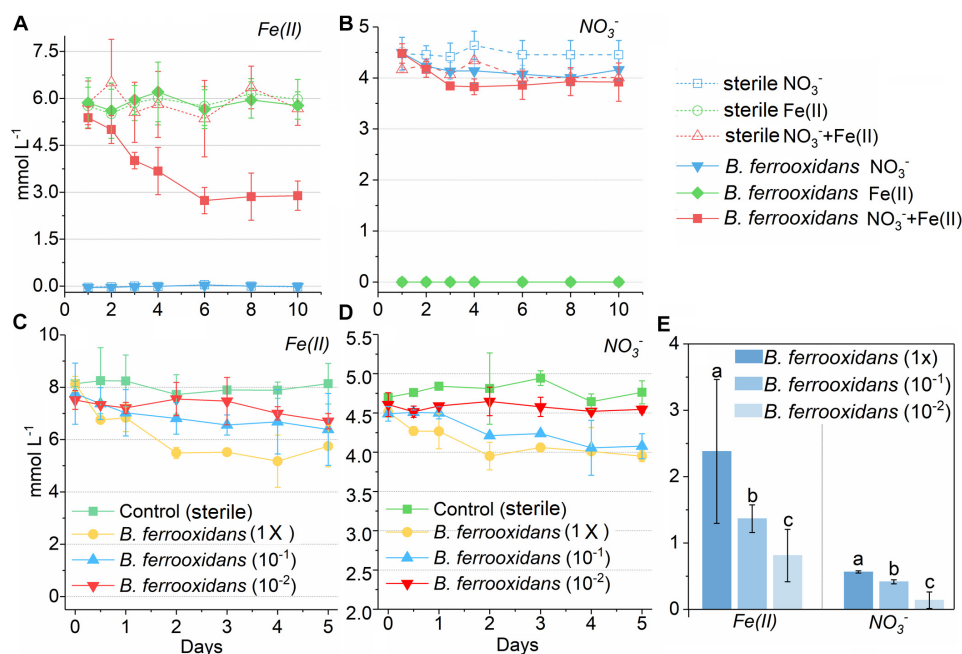 A
Fe(II)
7.5
6.0
4.5
3.0
1.5
0.0
mmol L⁻¹
0 2 4 6 8 10
B
NO₃⁻
5
4
3
2
1
0
0 2 4 6 8 10
sterile NO₃⁻
sterile Fe(II)
sterile NO₃⁻+Fe(II)
B. ferrooxidans NO₃⁻
B. ferrooxidans Fe(II)
B. ferrooxidans NO₃⁻+Fe(II)
C
Fe(II)
10
8
6
4
2
0
mmol L⁻¹
Control (sterile)
B. ferrooxidans (1 X)
B. ferrooxidans (10⁻¹)
B. ferrooxidans (10⁻²)
0 1 2 3 4 5
Days
D
NO₃⁻
5.5
5.0
4.5
4.0
3.5
3.0
2.5
2.0
Control (sterile)
B. ferrooxidans (1 X)
B. ferrooxidans (10⁻¹)
B. ferrooxidans (10⁻²)
0 1 2 3 4 5
Days
E
4
3
2
1
0
B. ferrooxidans (1x)
B. ferrooxidans (10⁻¹)
B. ferrooxidans (10⁻²)
a b c
a b c
Fe(II) NO₃⁻